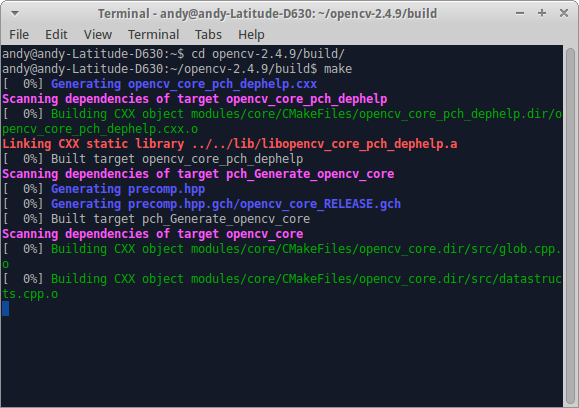 Terminal - andy@andy-Latitude-D630: ~/opencv-2.4.9/build
File Edit View Terminal Tabs Help
andy@andy-Latitude-D630:~$ cd opencv-2.4.9/build/
andy@andy-Latitude-D630:~/opencv-2.4.9/build$ make
[  0%] Generating opencv_core_pch_dephelp.cxx
Scanning dependencies of target opencv_core_pch_dephelp
[  0%] Building CXX object modules/core/CMakeFiles/opencv_core_pch_dephelp.dir/o
pencv_core_pch_dephelp.cxx.o
Linking CXX static library ../../lib/libopencv_core_pch_dephelp.a
[  0%] Built target opencv_core_pch_dephelp
Scanning dependencies of target pch_Generate_opencv_core
[  0%] Generating precomp.hpp
[  0%] Generating precomp.hpp.gch/opencv_core_RELEASE.gch
[  0%] Built target pch_Generate_opencv_core
Scanning dependencies of target opencv_core
[  0%] Building CXX object modules/core/CMakeFiles/opencv_core.dir/src/glob.cpp.
o
[  0%] Building CXX object modules/core/CMakeFiles/opencv_core.dir/src/datastruc
ts.cpp.o